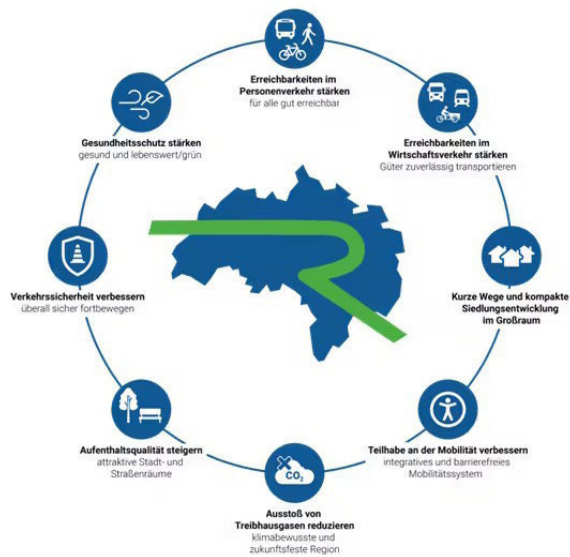 Erreichbarkeiten im
Personenverkehr stärken
für alle gut erreichbar
Erreichbarkeiten im
Wirtschaftsverkehr stärken
Güter zuverlässig transportieren
Kurze Wege und kompakte
Siedlungsentwicklung
im Großraum
Teilhabe an der Mobilität verbessern
integratives und barrierefreies
Mobilitätssystem
CO₂
Ausstoß von
Treibhausgasen reduzieren
klimabewusste und
zukunftsfeste Region
Aufenthaltsqualität steigern
attraktive Stadt- und
Straßenräume
Verkehrssicherheit verbessern
überall sicher fortbewegen
Gesundheitsschutz stärken
gesund und lebenswert/grün